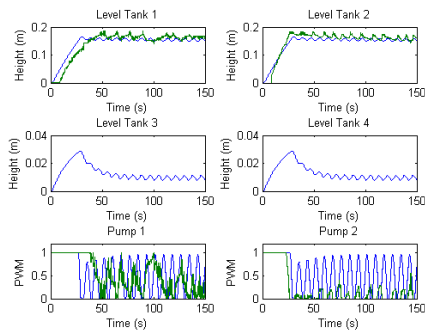 Level Tank 1
Level Tank 2
0.2
0.1
0
Height (m)
0 50 100 150
Time (s)
0.2
0.1
0
Height (m)
0 50 100 150
Time (s)
Level Tank 3
Level Tank 4
0.04
0.02
0
Height (m)
0 50 100 150
Time (s)
0.04
0.02
0
Height (m)
0 50 100 150
Time (s)
Pump 1
Pump 2
1
0.5
0
PWM
0 50 100 150
Time (s)
1
0.5
0
PWM
0 50 100 150
Time (s)